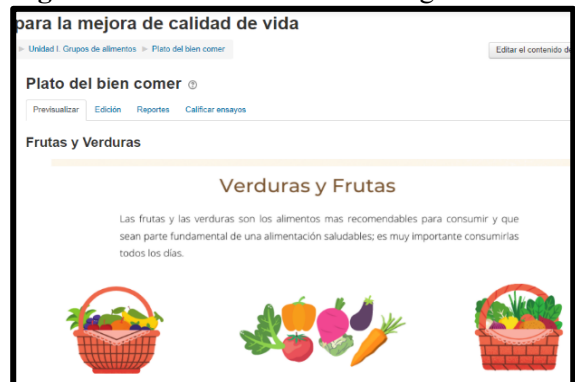 para la mejora de calidad de vida
Unidad I. Grupos de alimentos Plato del bien comer
Editar el contenido de
Plato del bien comer
Previsualizar Edición Reportes Calificar ensayos
Frutas y Verduras
Verduras y Frutas
Las frutas y las verduras son los alimentos mas recomendables para consumir y que
sean parte fundamental de una alimentación saludables; es muy importante consumirlas
todos los días.